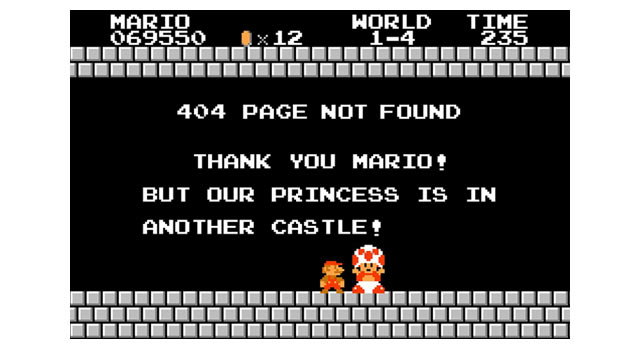 MARIO WORLD TIME
069550 ×12 1-4 235
404 PAGE NOT FOUND
THANK YOU MARIO!
BUT OUR PRINCESS IS IN
ANOTHER CASTLE!